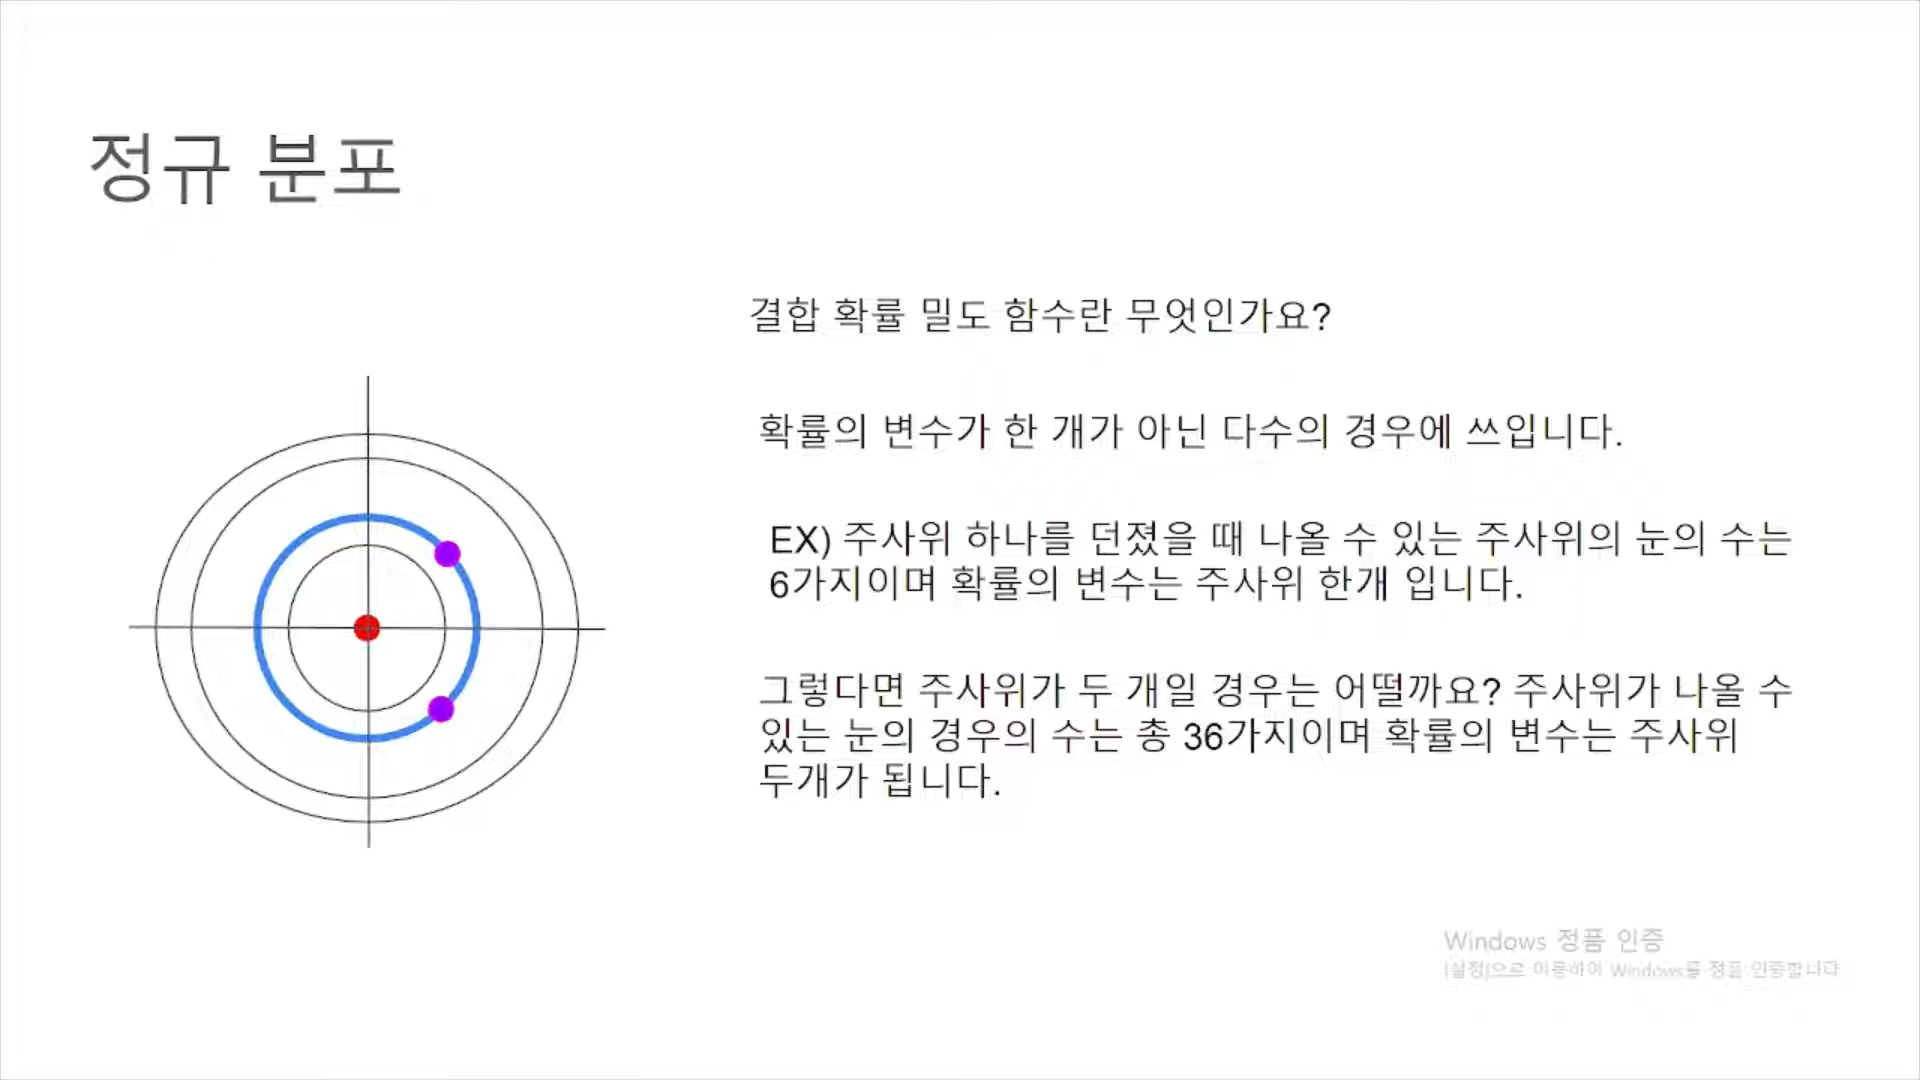 정규 분포
결합 확률 밀도 함수란 무엇인가요?
확률의 변수가 한 개가 아닌 다수의 경우에 쓰입니다.
EX) 주사위 하나를 던졌을 때 나올 수 있는 주사위의 눈의 수는
6가지이며 확률의 변수는 주사위 한개 입니다.
그렇다면 주사위가 두 개일 경우는 어떨까요? 주사위가 나올 수
있는 눈의 경우의 수는 총 36가지이며 확률의 변수는 주사위
두개가 됩니다.
Windows 정품 인증
[설정]으로 이동하여 Windows를 정품 인증합니다